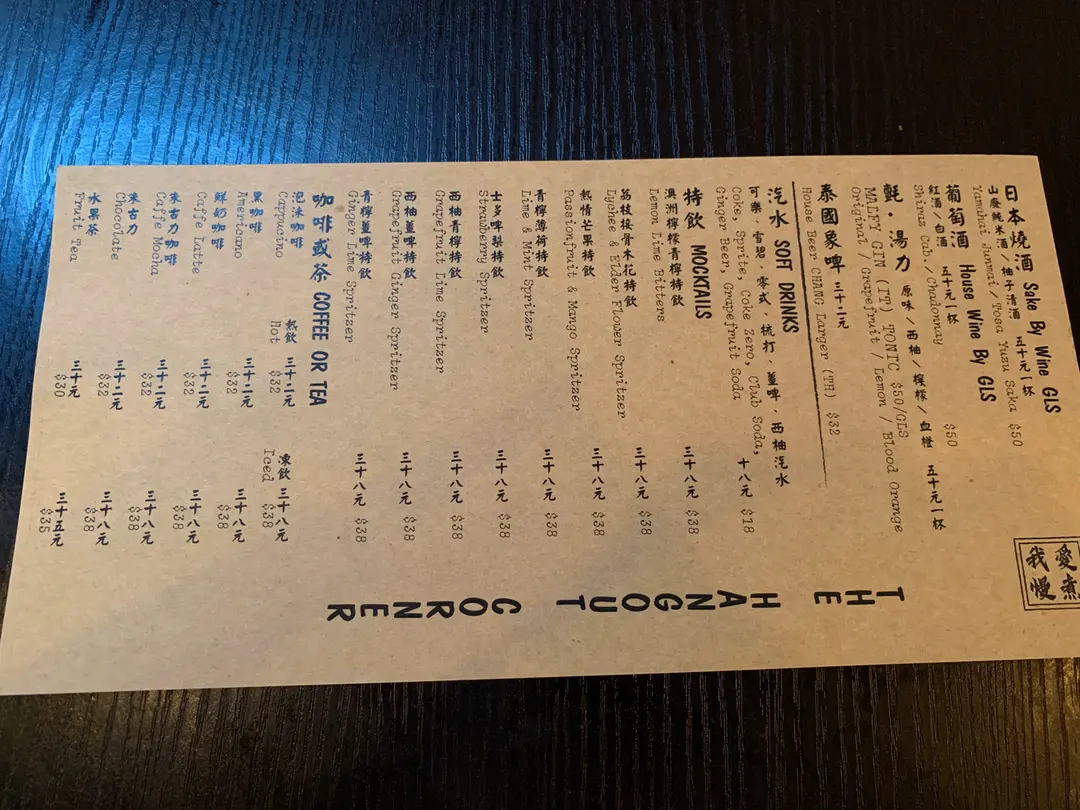 日本燒酒 Sake By Wine GLS
山廢純米酒/柚子清酒 五十元一杯
Yamahai Junmai/Tosa Yuzu Saka $50
葡萄酒 House Wine By GLS
紅酒/白酒 五十元一杯
Shiraz Cab./Chadonnay $50
氈·湯力 原味/西柚/檸檬/血橙 五十元一杯
MALFY GIN (IT) TONIC $50/GLS
Original / Grapefruit / Lemon / Blood Orange
泰國象啤 三十二元
House Beer CHANG Larger (TH) $32
汽水 SOFT DRINKS
可樂, 雪碧, 零式, 梳打, 薑啤, 西柚汽水
Coke, Sprite, Coke Zero, Club Soda,
Ginger Beer, Grapefruit Soda 十八元 $18
特飲 MOCKTAILS
澳洲檸檬青檸特飲 三十八元 $38
Lemon Lime Bitters
荔枝接骨木花特飲 三十八元 $38
Lychee & Elder Flower Spritzer
熱情芒果特飲 三十八元 $38
Passionfruit & Mango Spritzer
青檸薄荷特飲 三十八元 $38
Lime & Mint Spritzer
士多啤梨特飲 三十八元 $38
Strawberry Spritzer
西柚青檸特飲 三十八元 $38
Grapefruit Lime Spritzer
西柚薑啤特飲 三十八元 $38
Grapefruit Ginger Spritzer
青檸薑啤特飲 三十八元 $38
Ginger Lime Spritzer
咖啡或茶 COFFEE OR TEA
熱飲 凍飲
Hot Iced
泡沫咖啡 三十二元 三十八元
Cappucino $32 $38
黑咖啡 三十二元 三十八元
Americano $32 $38
鮮奶咖啡 三十二元 三十八元
Caffe Latte $32 $38
朱古力咖啡 三十二元 三十八元
Caffe Mocha $32 $38
朱古力 三十二元 三十八元
Chocolate $32 $38
水果茶 三十元 三十五元
Fruit Tea $30 $35
愛煮
我慢
THE HANGOUT CORNER